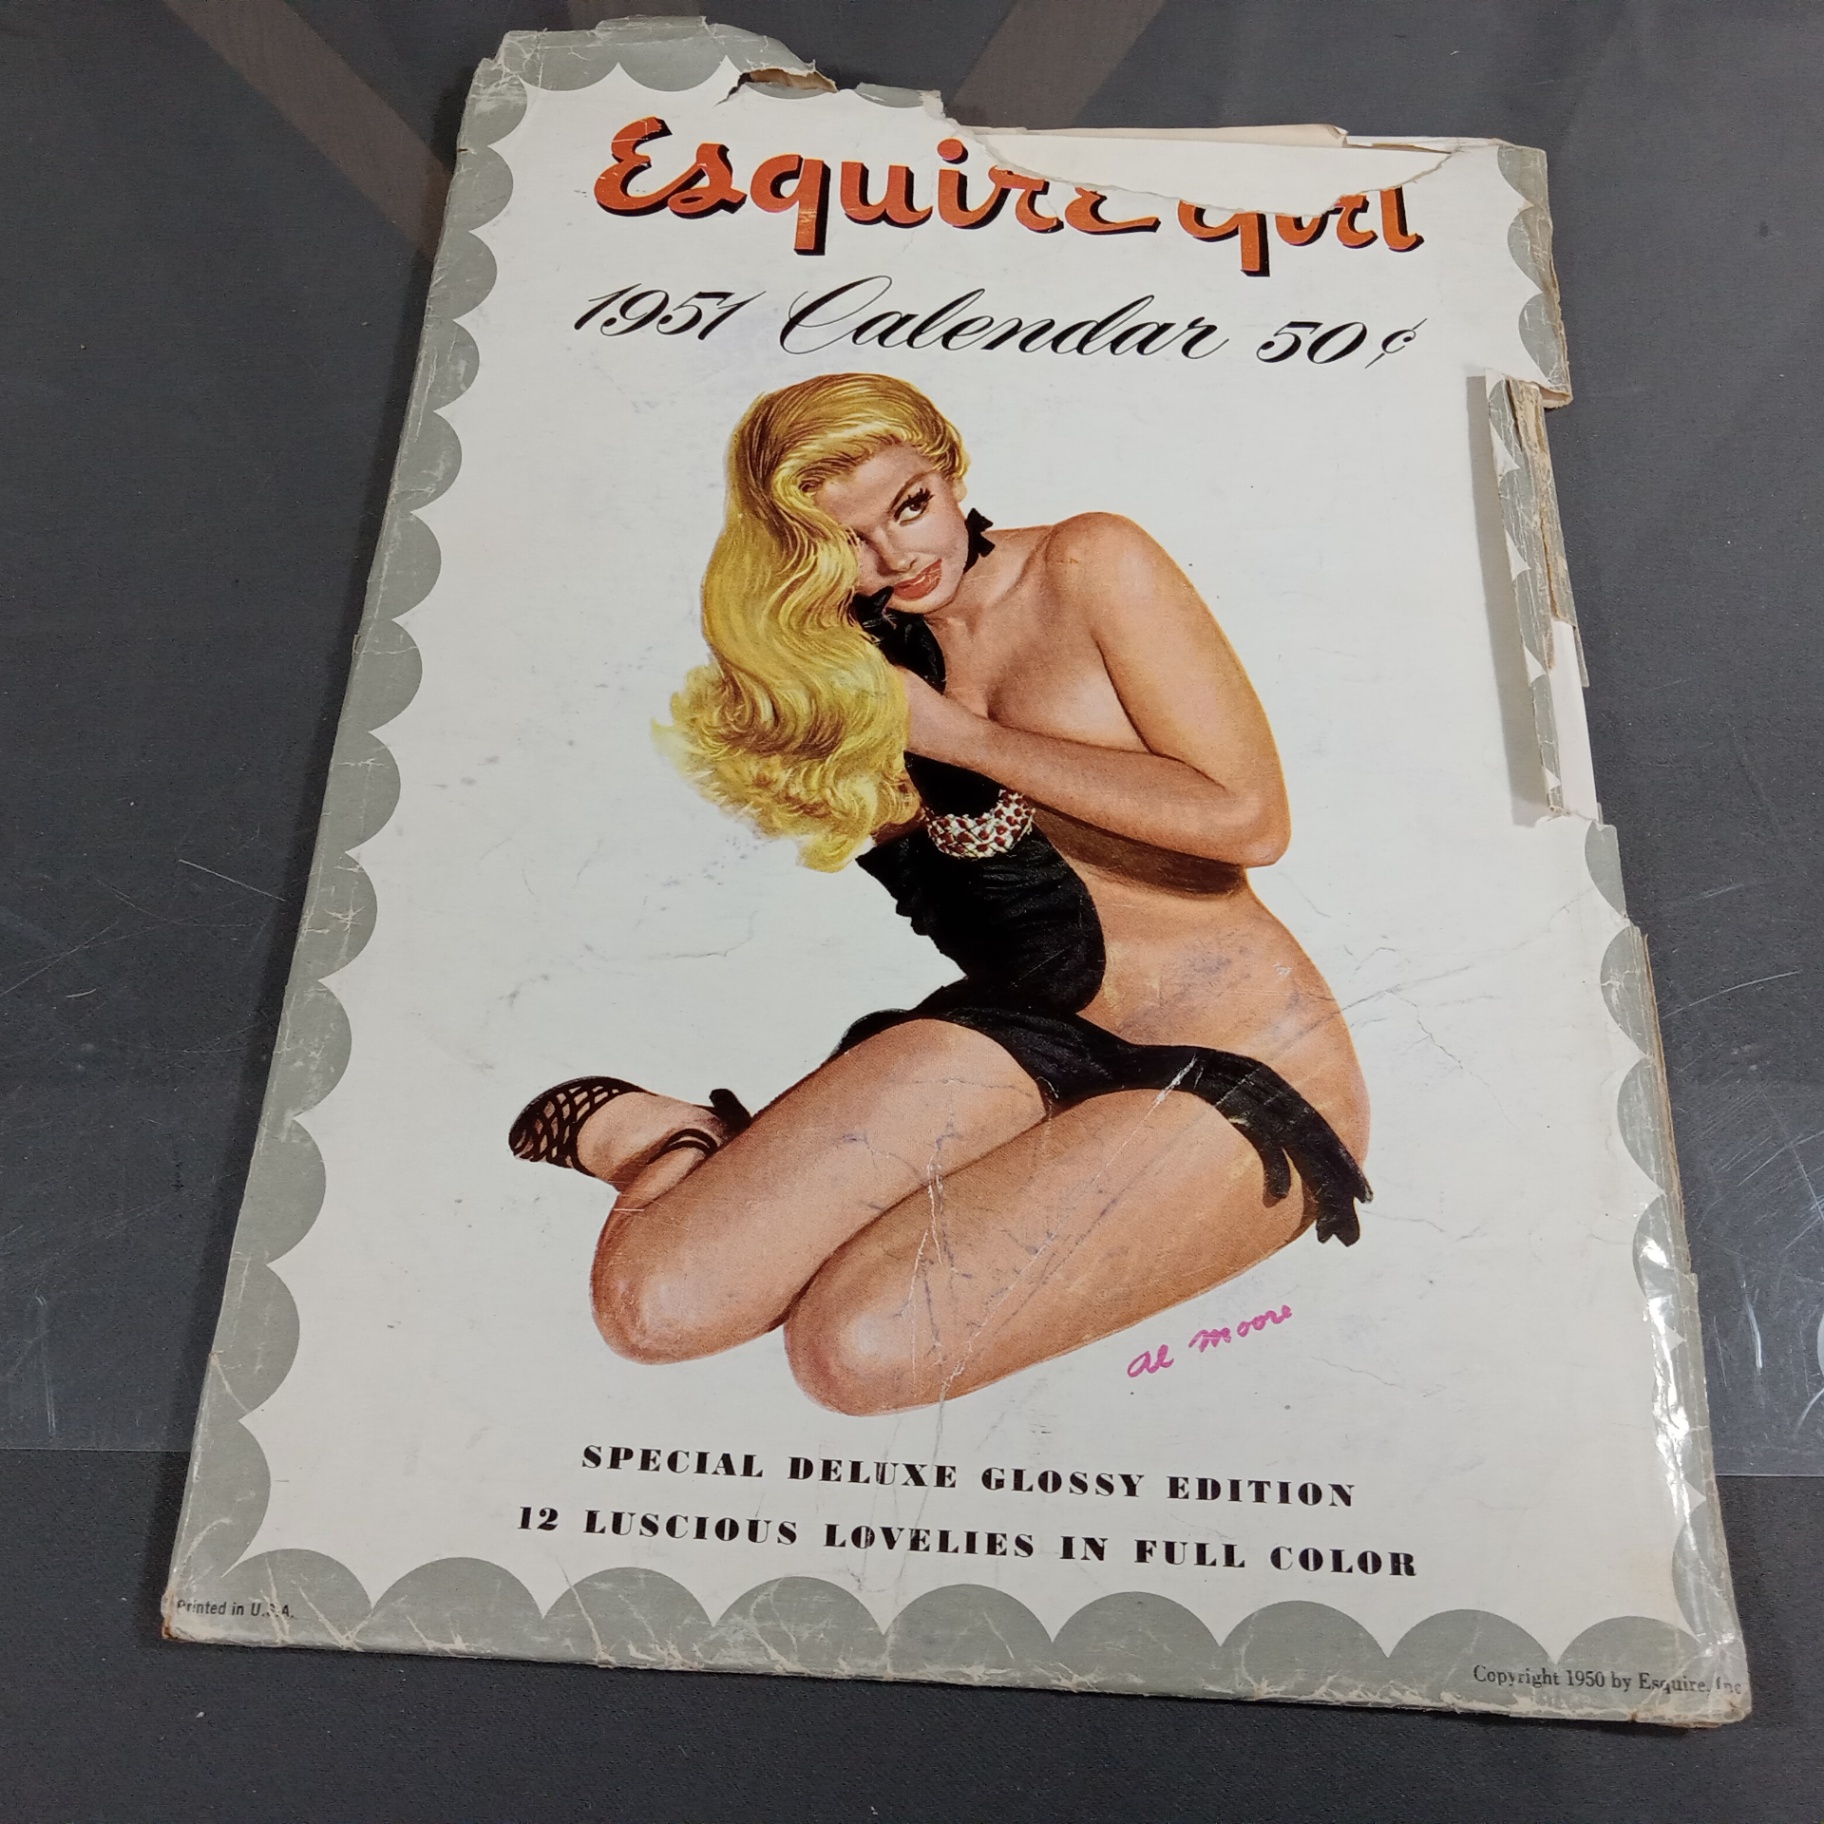 Esquire Girl
1951 Calendar 50¢
al moore
SPECIAL DELUXE GLOSSY EDITION
12 LUSCIOUS LOVELIES IN FULL COLOR
Printed in U.S.A.
Copyright 1950 by Esquire, Inc